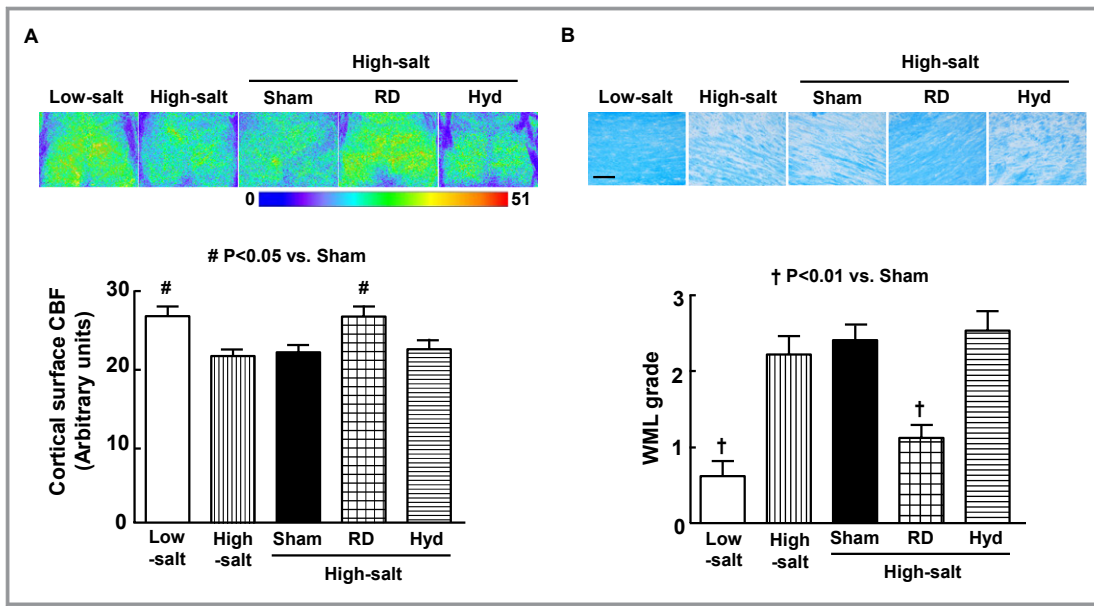 A
High-salt
Low-salt High-salt Sham RD Hyd
0 51
# P<0.05 vs. Sham
Cortical surface CBF
(Arbitrary units)
30
20
10
0
# #
Low
-salt
High
-salt
Sham RD Hyd
High-salt
B
High-salt
Low-salt High-salt Sham RD Hyd
† P<0.01 vs. Sham
WML grade
3
2
1
0
† †
Low
-salt
High
-salt
Sham RD Hyd
High-salt